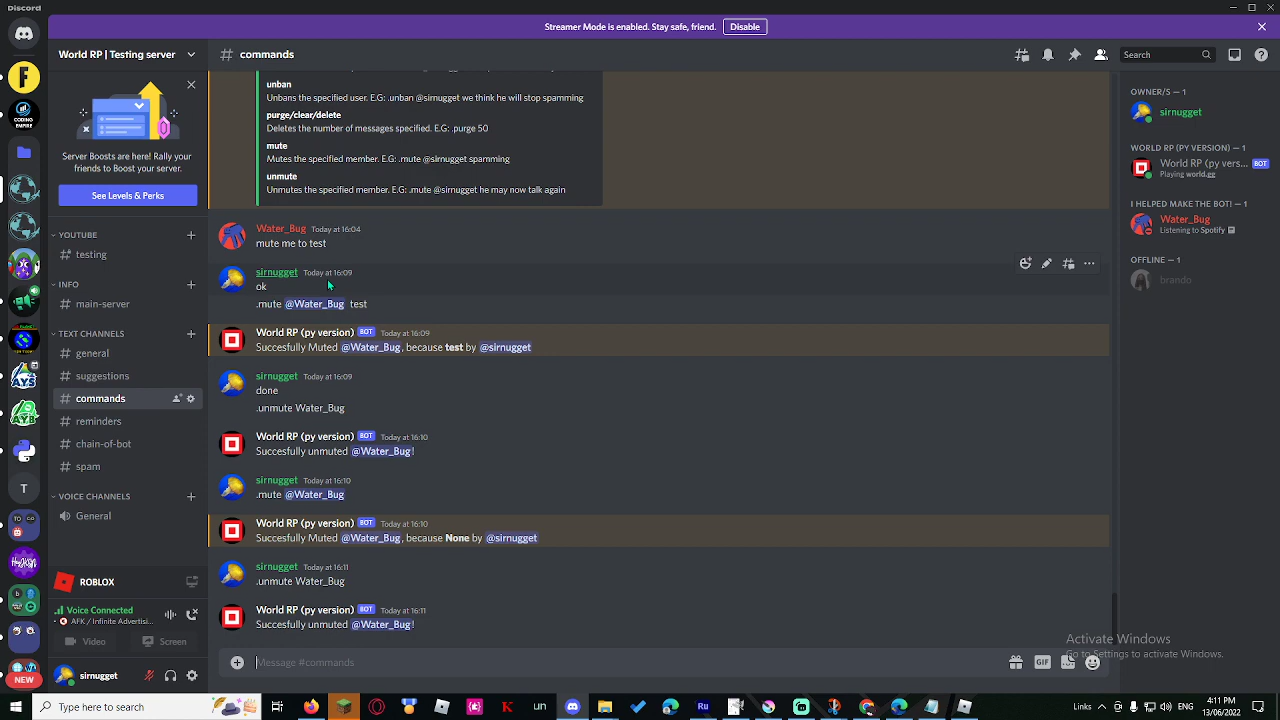 Discord
Streamer Mode is enabled. Stay safe, friend. Disable
World RP | Testing server
# commands
Search
Server Boosts are here! Rally your
friends to Boost your server.
See Levels & Perks
YOUTUBE
# testing
INFO
# main-server
TEXT CHANNELS
# general
# suggestions
# commands
# reminders
# chain-of-bot
# spam
VOICE CHANNELS
General
ROBLOX
Voice Connected
AFK / Infinite Advertisi...
Video
Screen
sirnugget
unban
Unbans the specified user. E.G: .unban @sirnugget we think he will stop spamming
purge/clear/delete
Deletes the number of messages specified. E.G: .purge 50
mute
Mutes the specified member. E.G: .mute @sirnugget spamming
unmute
Unmutes the specified member. E.G: .mute @sirnugget he may now talk again
Water_Bug Today at 16:04
mute me to test
sirnugget Today at 16:09
ok
.mute @Water_Bug test
World RP (py version) BOT Today at 16:09
Succesfully Muted @Water_Bug, because test by @sirnugget
sirnugget Today at 16:09
done
.unmute Water_Bug
World RP (py version) BOT Today at 16:10
Succesfully unmuted @Water_Bug!
sirnugget Today at 16:10
.mute @Water_Bug
World RP (py version) BOT Today at 16:10
Succesfully Muted @Water_Bug, because None by @sirnugget
sirnugget Today at 16:11
.unmute Water_Bug
World RP (py version) BOT Today at 16:11
Succesfully unmuted @Water_Bug!
Message #commands
GIF
OWNER/S — 1
sirnugget
WORLD RP (PY VERSION) — 1
World RP (py vers... BOT
Playing world.gg
I HELPED MAKE THE BOT! — 1
Water_Bug
Listening to Spotify
OFFLINE — 1
brando
Activate Windows
Go to Settings to activate Windows.
CODING
EMPIRE
T
NEW
Type here to search
un
Ru
Links
ENG
4:11 PM
14/06/2022